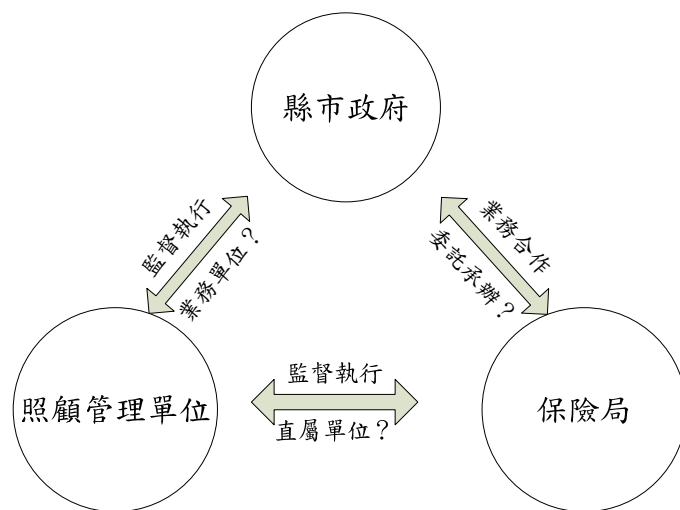 縣市政府
監督執行
業務單位？
業務合作
委託承辦？
照顧管理單位
監督執行
直屬單位？
保險局